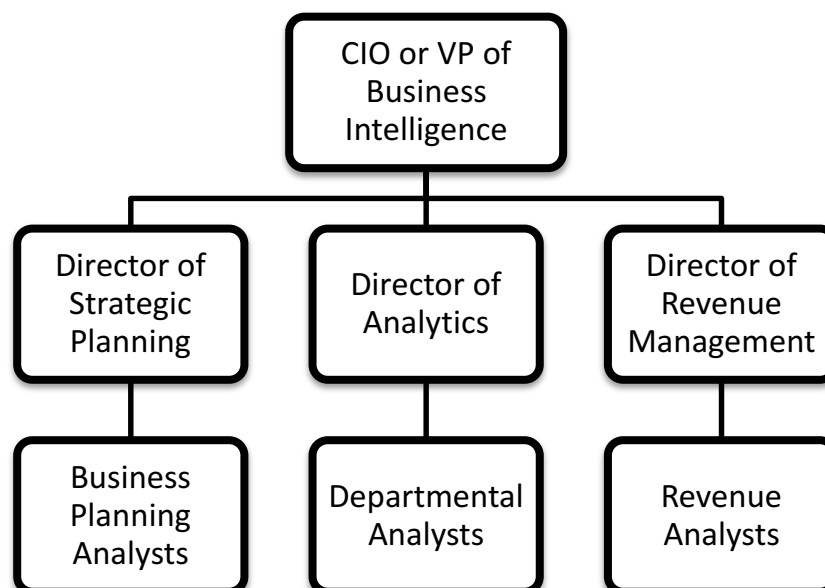 CIO or VP of
Business
Intelligence
Director of
Strategic
Planning
Director of
Analytics
Director of
Revenue
Management
Business
Planning
Analysts
Departmental
Analysts
Revenue
Analysts